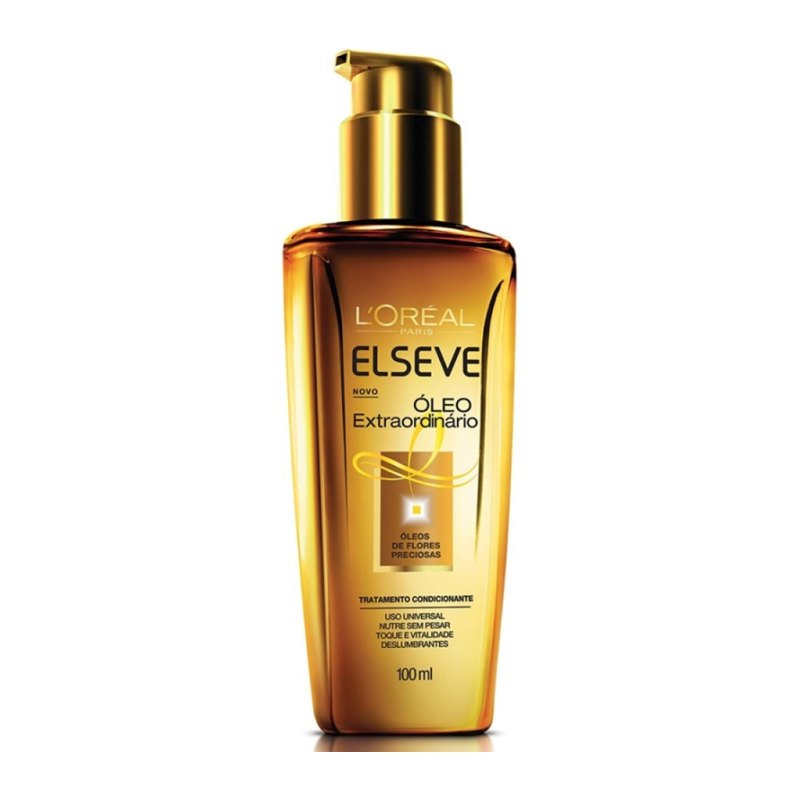 L'ORÉAL
PARIS
ELSEVE
NOVO
ÓLEO
Extraordinário
ÓLEOS
DE FLORES
PRECIOSAS
TRATAMENTO CONDICIONANTE
USO UNIVERSAL
NUTRE SEM PESAR
TOQUE E VITALIDADE
DESLUMBRANTES
100 ml